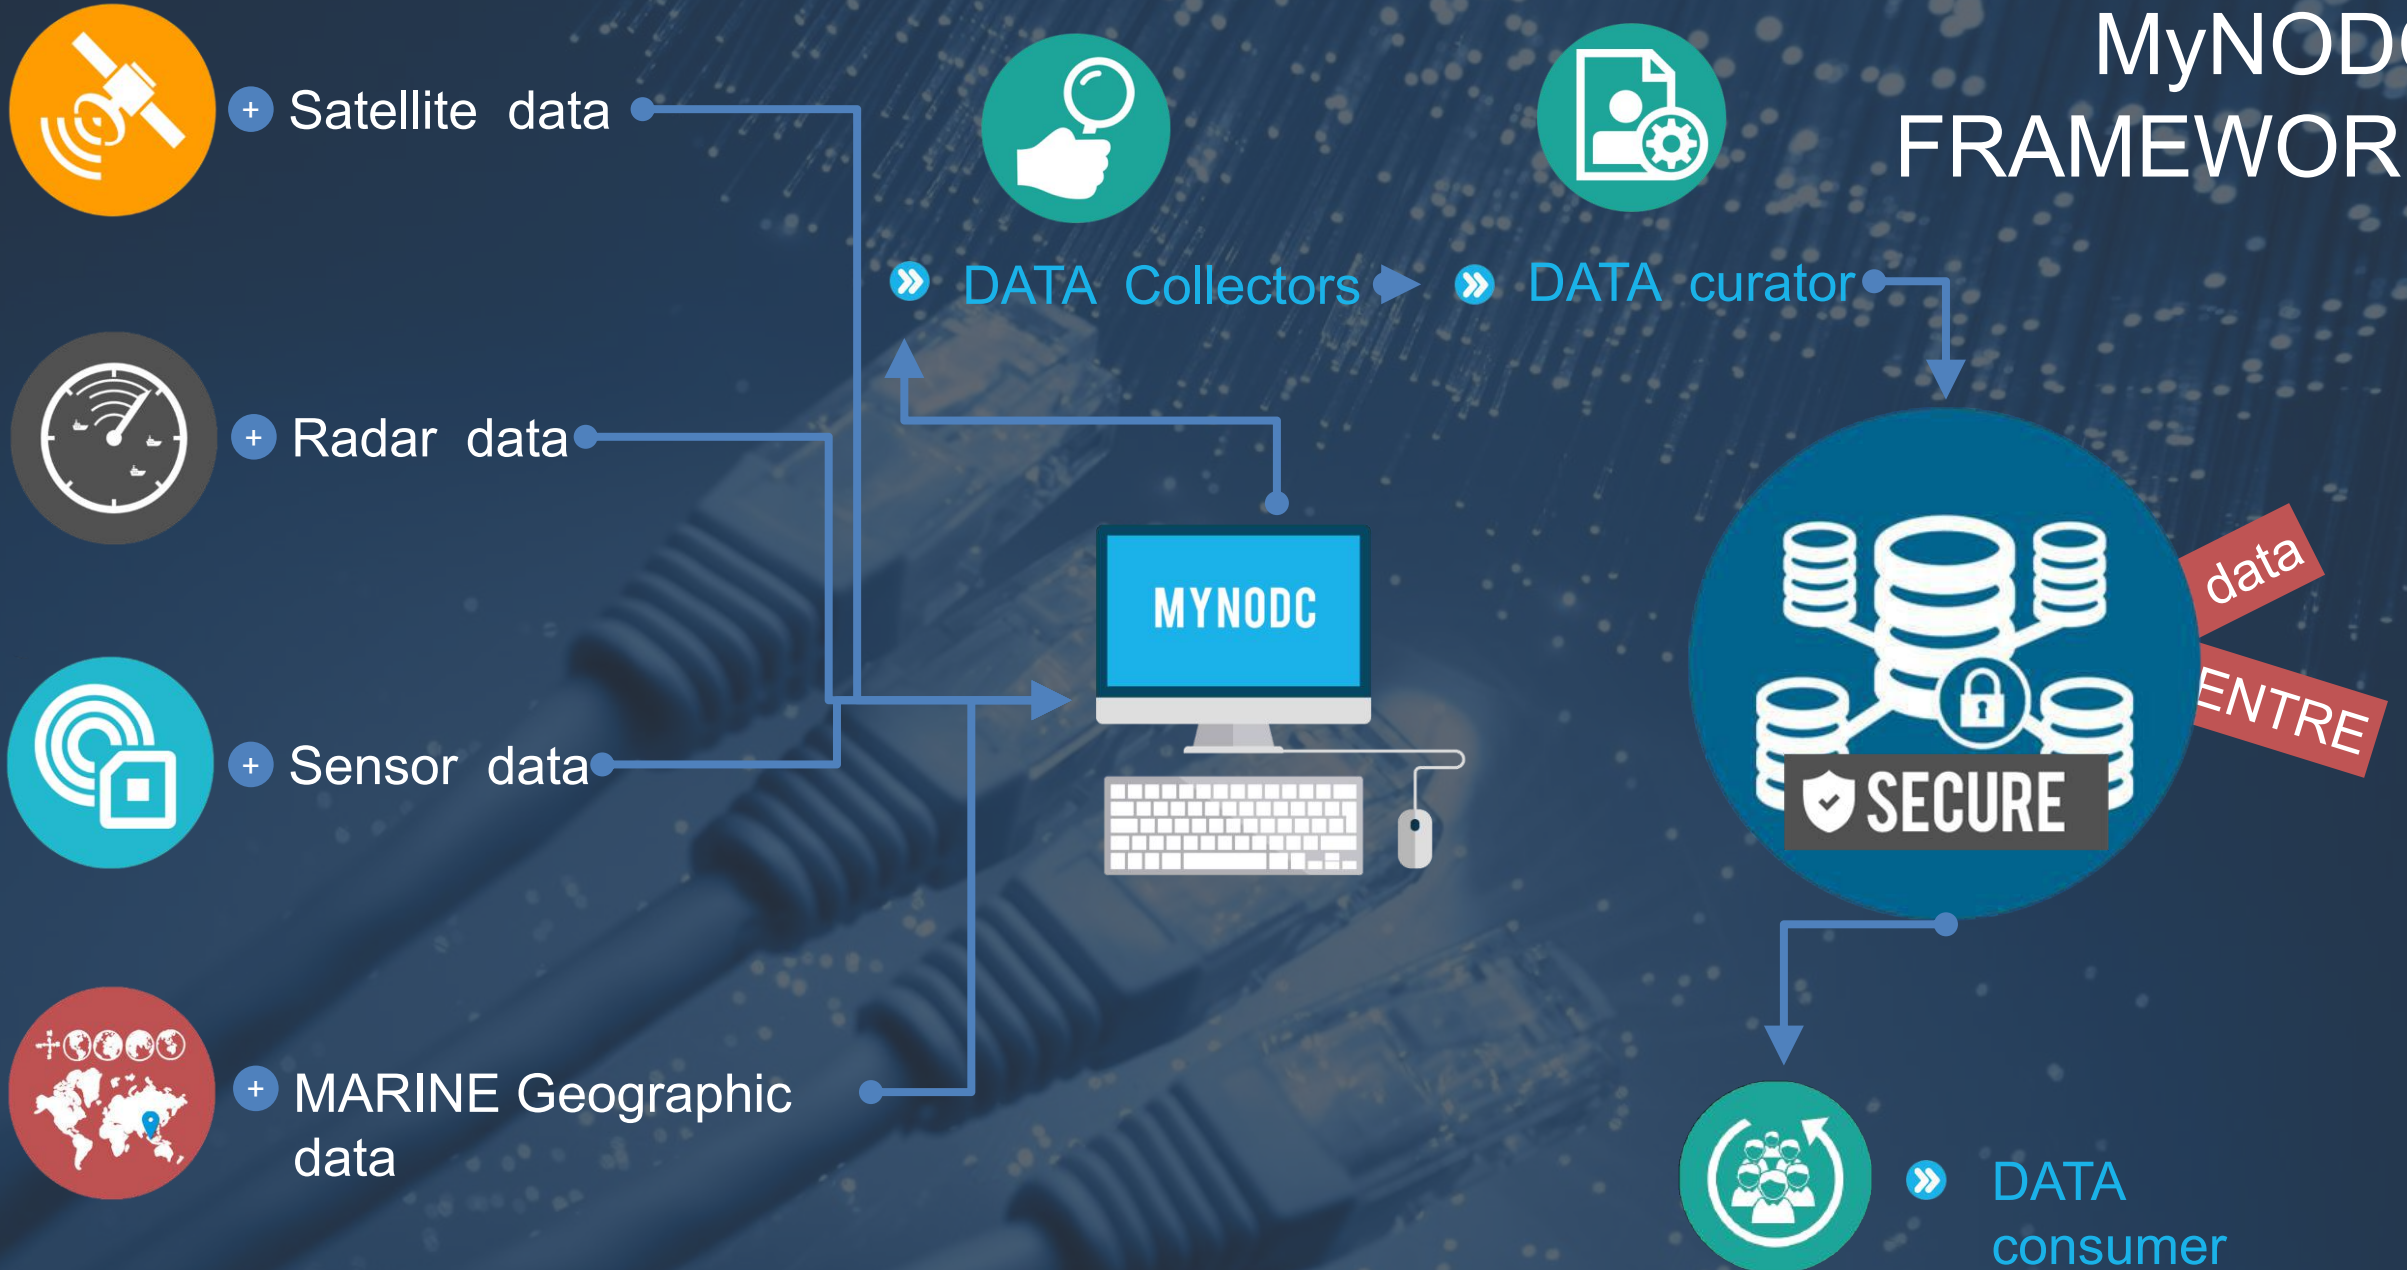 MyNODC
FRAMEWOR
Satellite data
DATA Collectors
DATA curator
Radar data
MYNODC
data
ENTRE
Sensor data
SECURE
MARINE Geographic
data
DATA
consumer